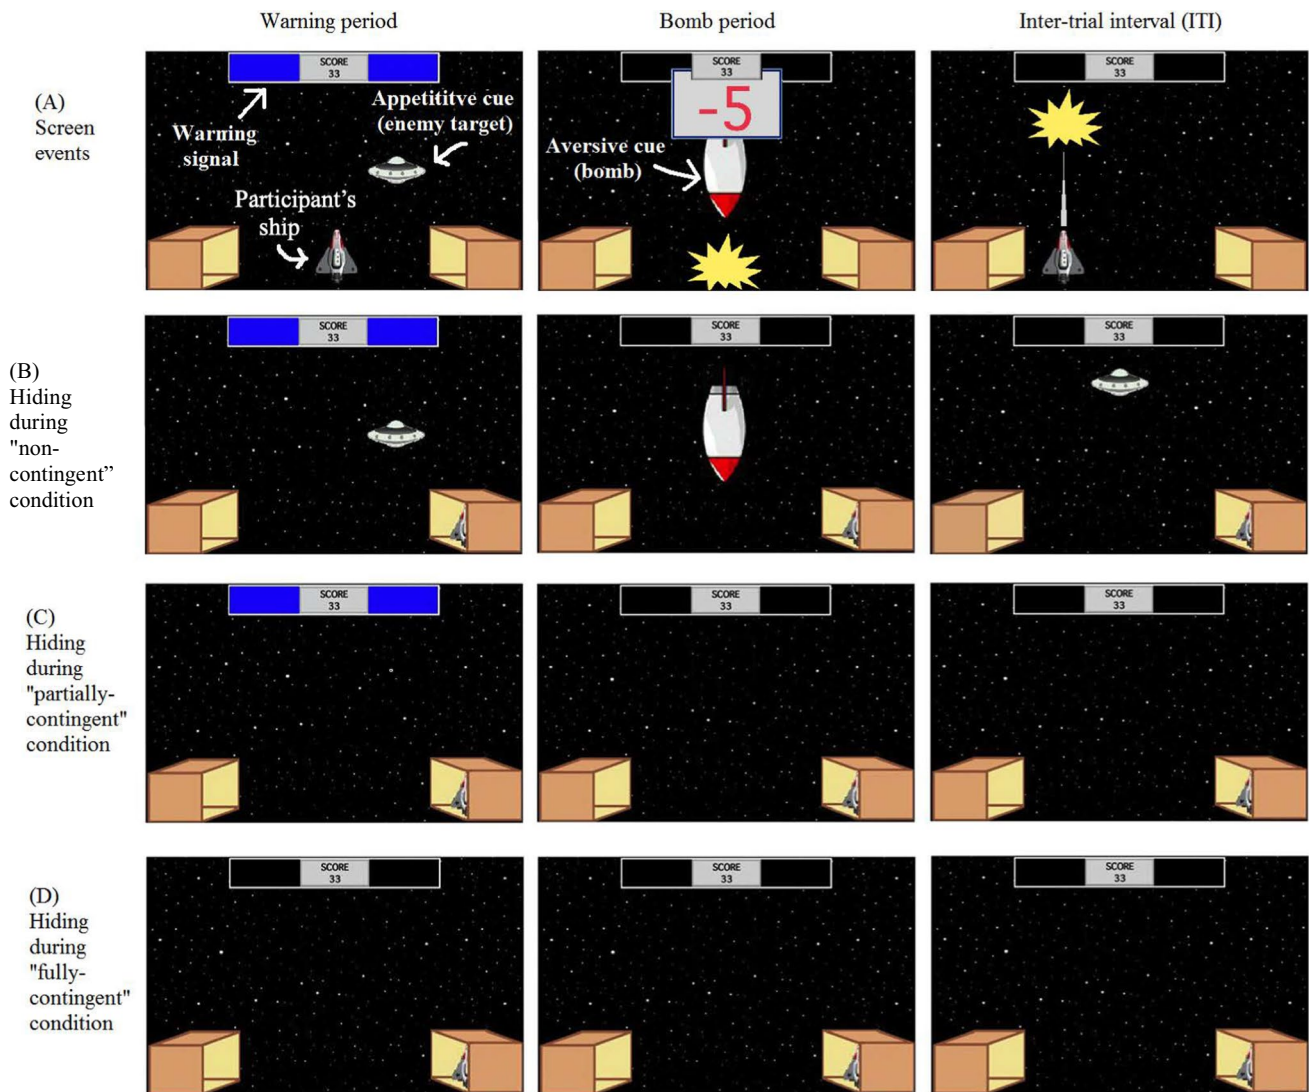 Warning period
Bomb period
Inter-trial interval (ITI)
(A)
Screen
events
SCORE
33
Warning
signal
Appetititve cue
(enemy target)
Participant's
ship
SCORE
33
-5
Aversive cue
(bomb)
SCORE
33
(B)
Hiding
during
"non-
contingent”
condition
SCORE
33
SCORE
33
SCORE
33
(C)
Hiding
during
"partially-
contingent"
condition
SCORE
33
SCORE
33
SCORE
33
(D)
Hiding
during
"fully-
contingent"
condition
SCORE
33
SCORE
33
SCORE
33